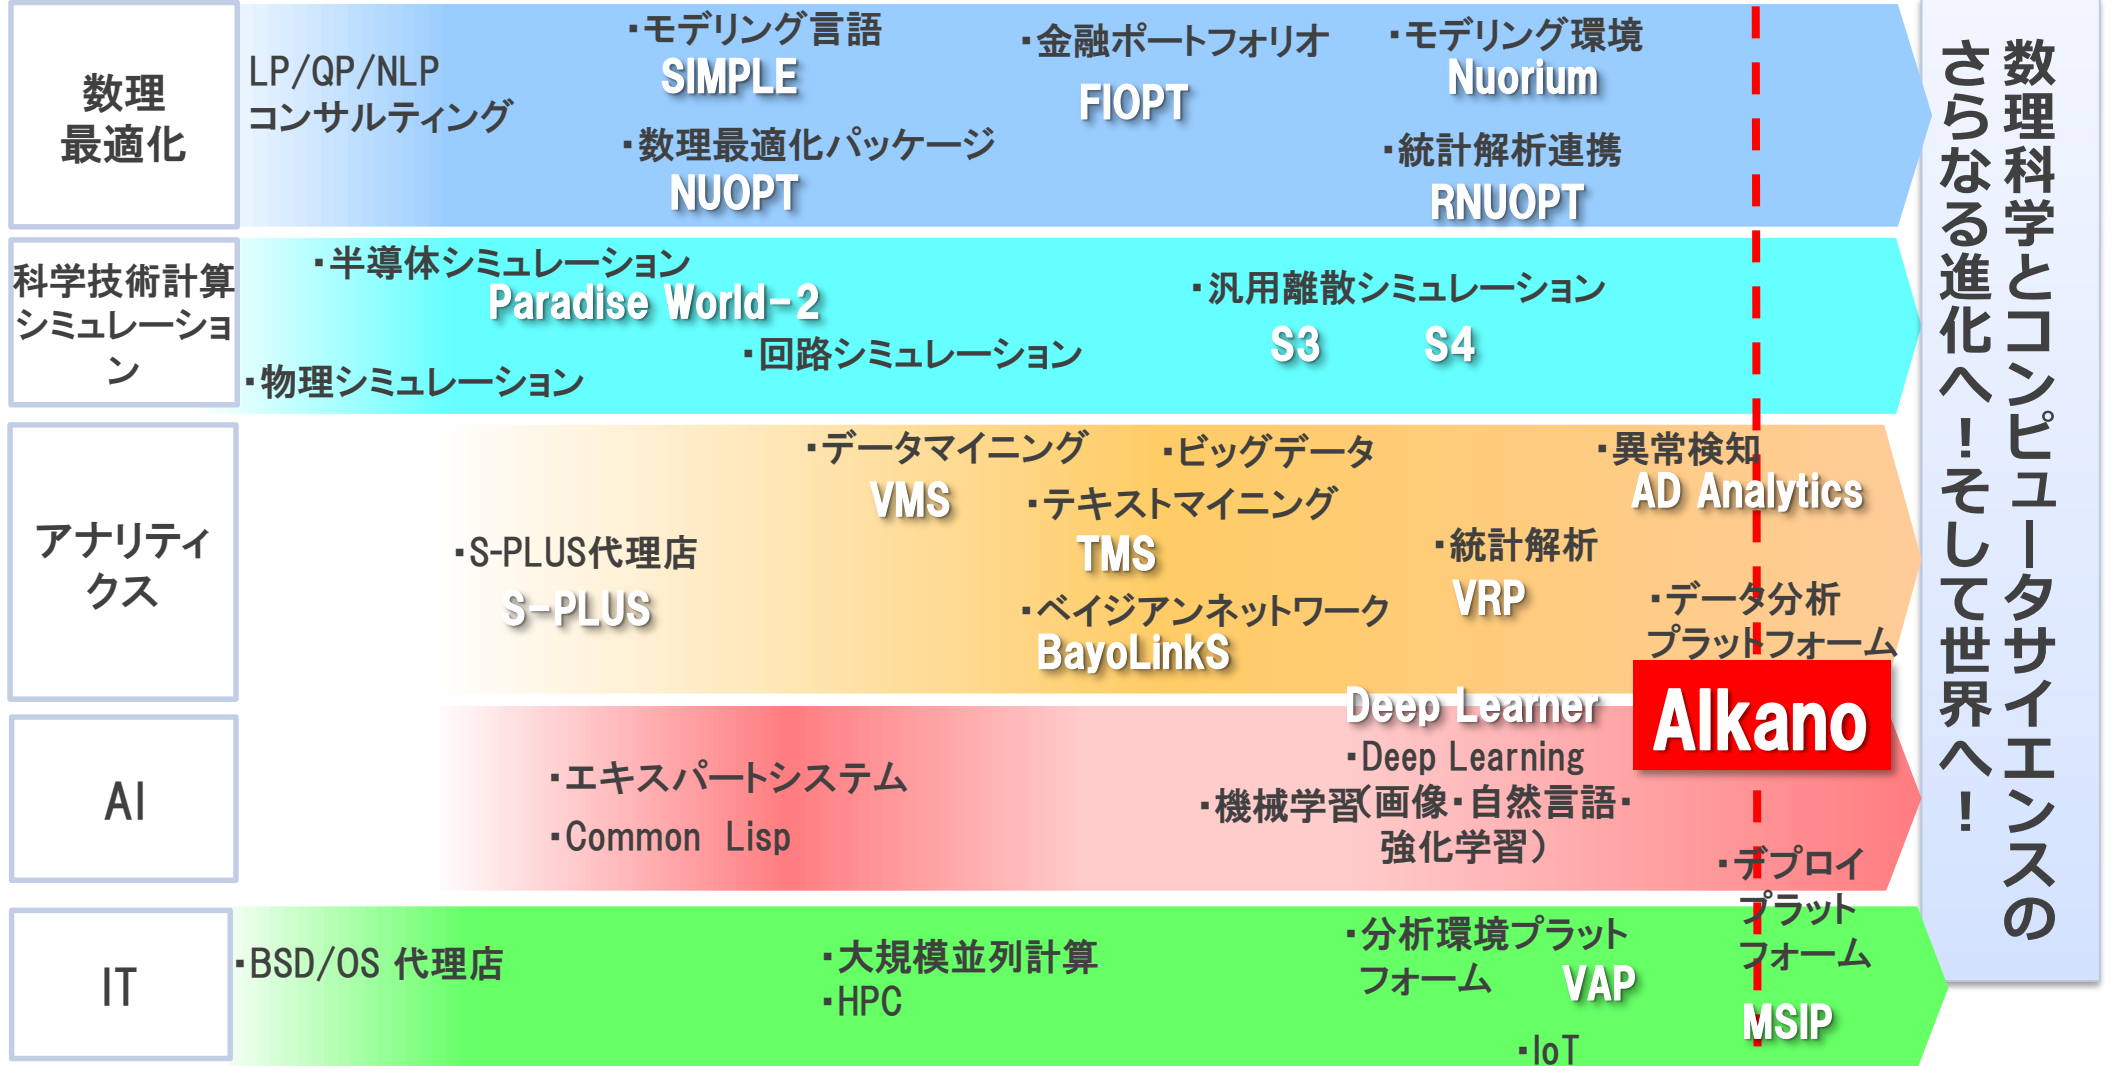 数理
最適化
LP/QP/NLP
コンサルティング
・モデリング言語
SIMPLE
・数理最適化パッケージ
NUOPT
・金融ポートフォリオ
FIOPT
・モデリング環境
Nuorium
・統計解析連携
RNUOPT
科学技術計算
シミュレーショ
ン
・半導体シミュレーション
Paradise World-2
・物理シミュレーション
・回路シミュレーション
・汎用離散シミュレーション
S3 S4
アナリティ
クス
・S-PLUS代理店
S-PLUS
・データマイニング
VMS
・ビッグデータ
・テキストマイニング
TMS
・ベイジアンネットワーク
BayoLinkS
・統計解析
VRP
・異常検知
AD Analytics
・データ分析
プラットフォーム
Alkano
AI
・エキスパートシステム
・Common Lisp
Deep Learner
・Deep Learning
・機械学習(画像・自然言語・
強化学習)
IT
・BSD/OS 代理店
・大規模並列計算
・HPC
・分析環境プラット
フォーム VAP
・IoT
・デプロイ
プラット
フォーム
MSIP
数理科学とコンピュータサイエンスの
さらなる進化へ！そして世界へ！